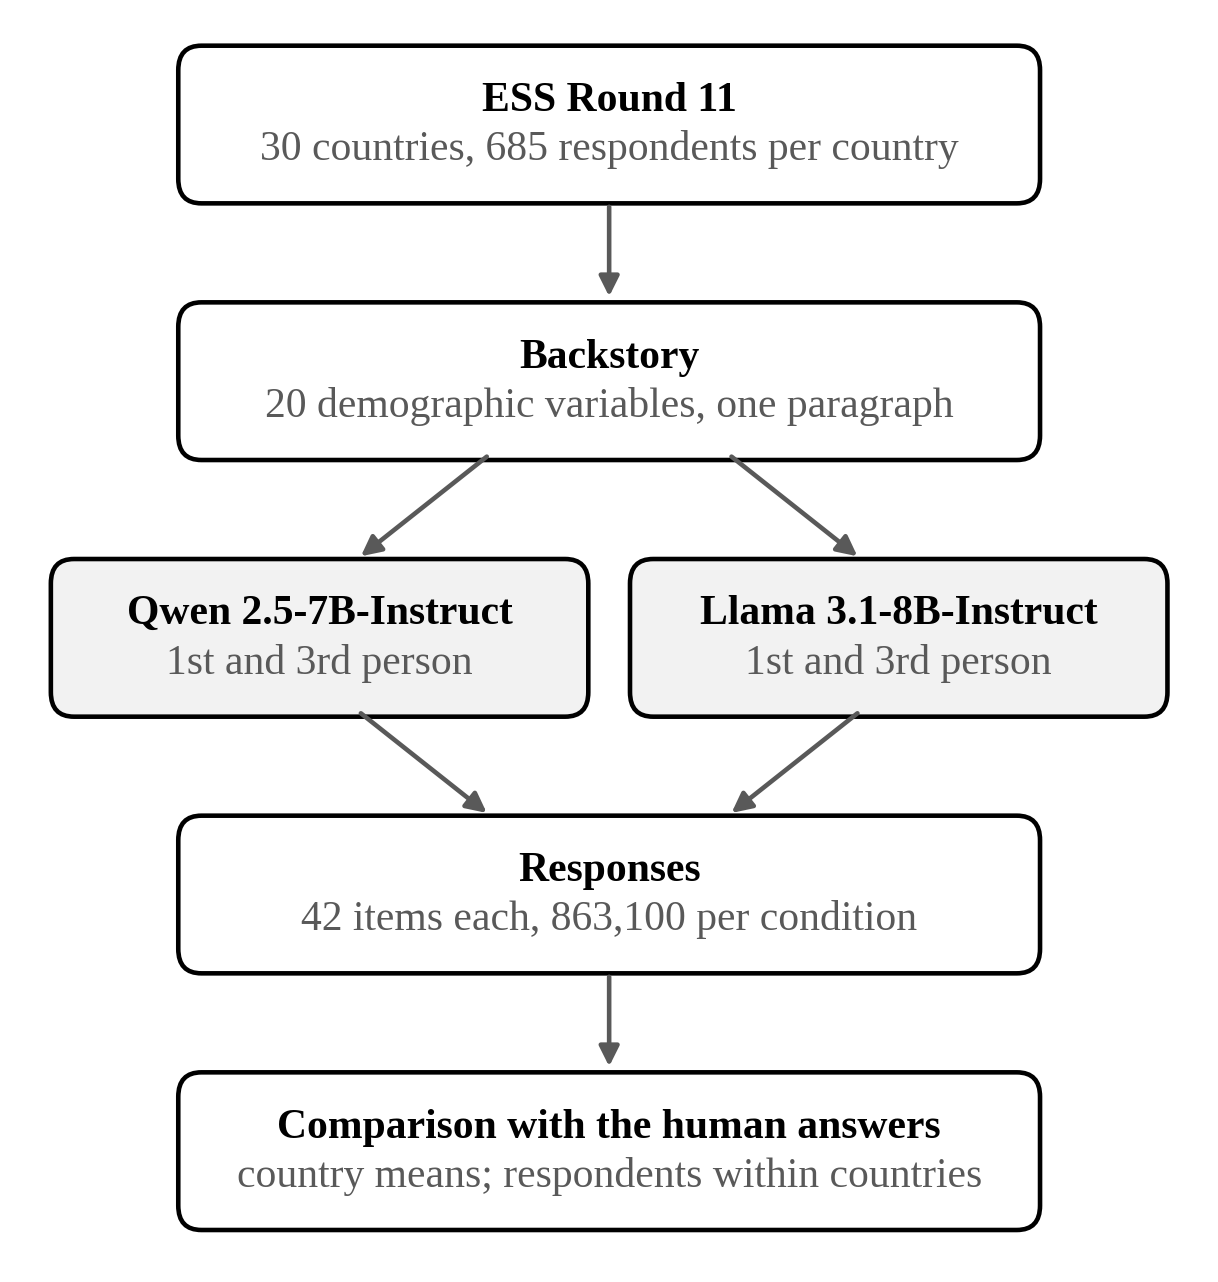 ESS Round 11
30 countries, 685 respondents per country
Backstory
20 demographic variables, one paragraph
Qwen 2.5-7B-Instruct
1st and 3rd person
Llama 3.1-8B-Instruct
1st and 3rd person
Responses
42 items each, 863,100 per condition
Comparison with the human answers
country means; respondents within countries